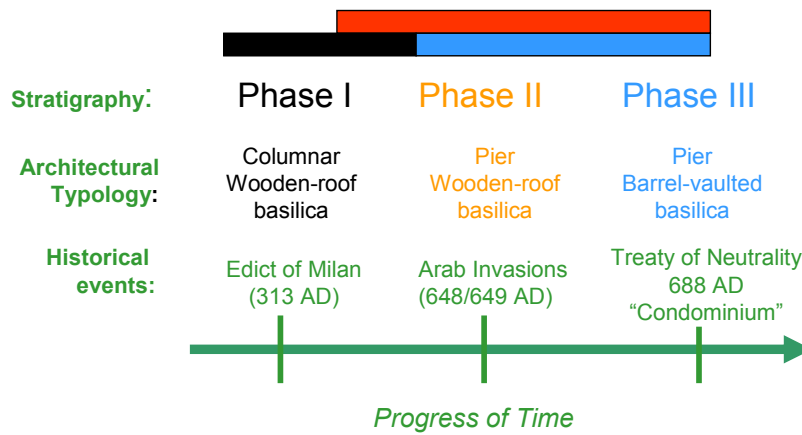 Stratigraphy: Phase I Phase II Phase III
Architectural Typology:
Columnar
Wooden-roof
basilica
Pier
Wooden-roof
basilica
Pier
Barrel-vaulted
basilica
Historical events:
Edict of Milan
(313 AD)
Arab Invasions
(648/649 AD)
Treaty of Neutrality
688 AD
“Condominium”
Progress of Time